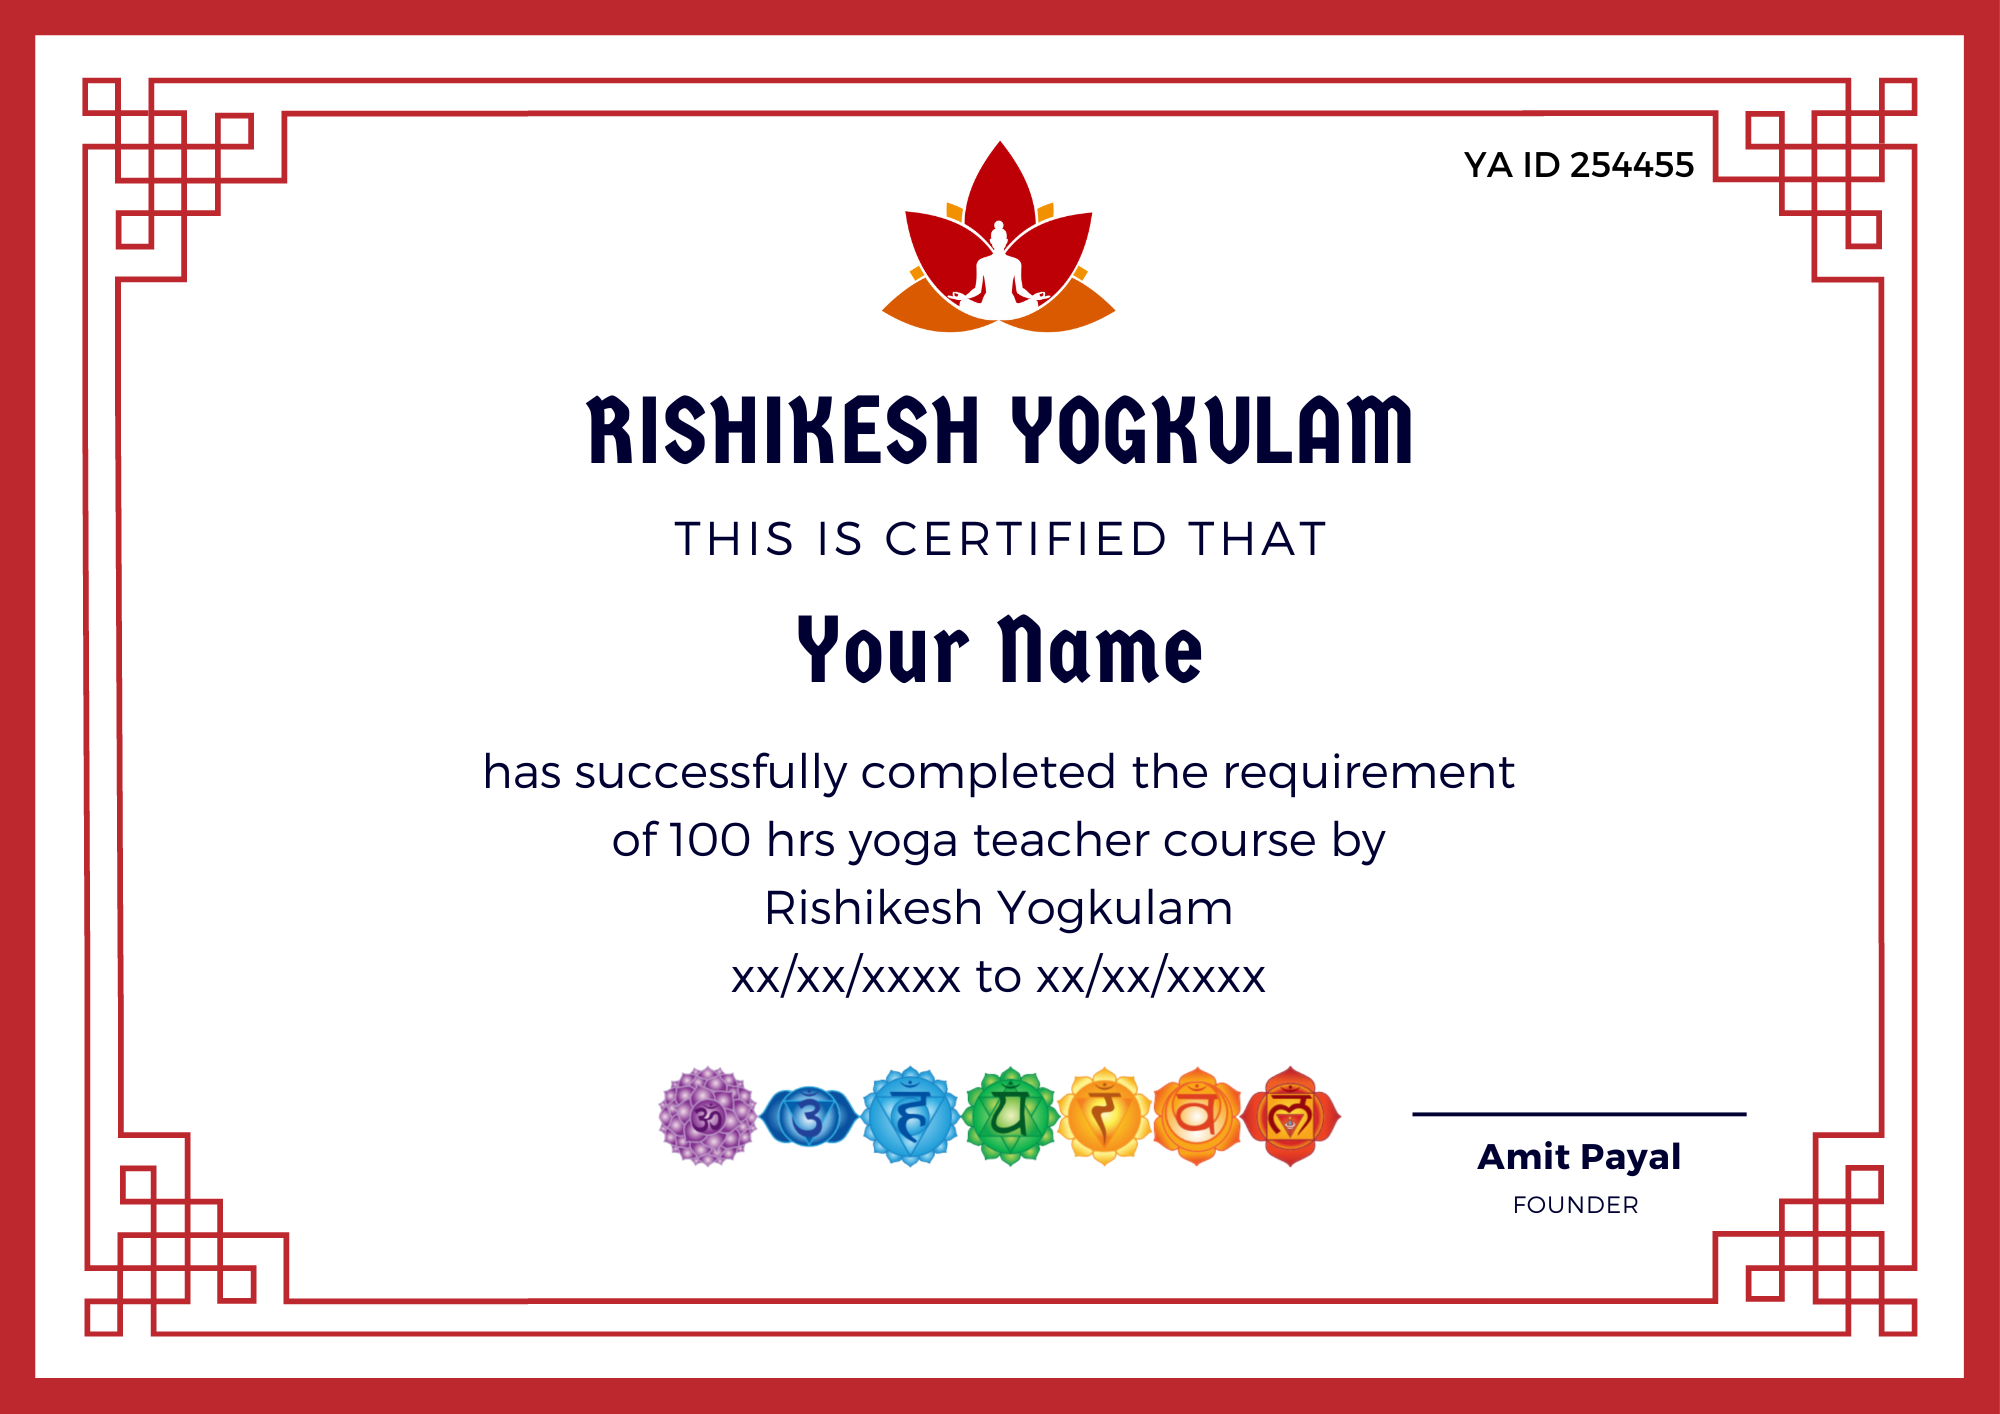 YA ID 254455
RISHIKESH YOGKULAM
THIS IS CERTIFIED THAT
Your Name
has successfully completed the requirement
of 100 hrs yoga teacher course by
Rishikesh Yogkulam
xx/xx/xxxx to xx/xx/xxxx
ॐ उ ह य र व ल
Amit Payal
FOUNDER